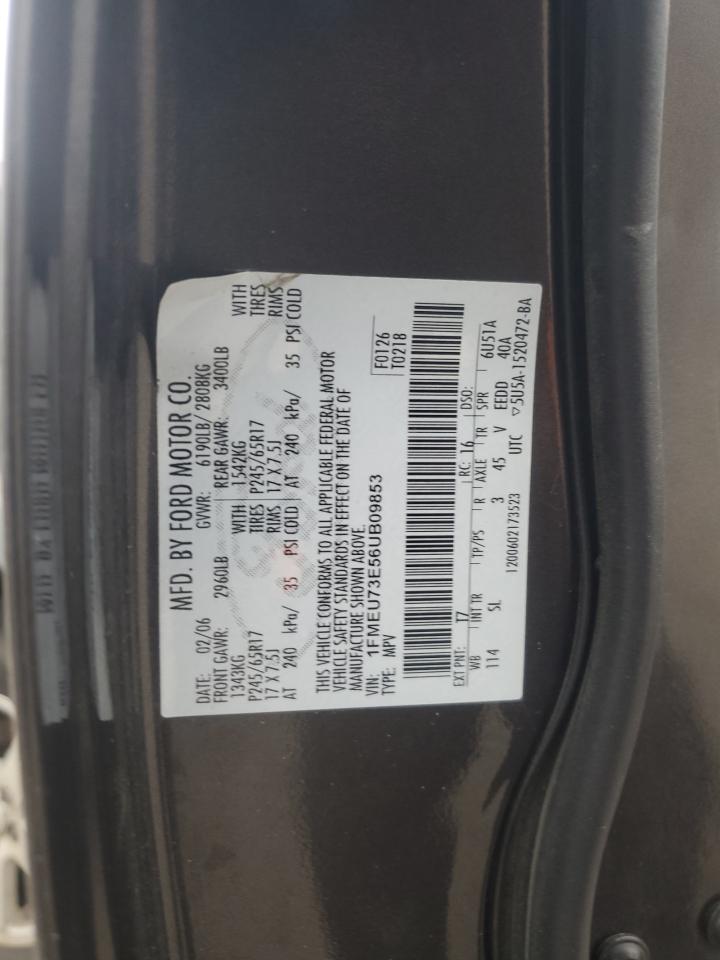 MFD. BY FORD MOTOR CO.
DATE: 02/06 GVWR: 6190LB/ 2808KG
FRONT GAWR: 2960LB REAR GAWR: 3400LB
1343KG WITH 1542KG WITH
P245/65R17 TIRES P245/65R17 TIRES
17 X 7.5J RIMS 17 X 7.5J RIMS
AT 240 kPa/ 35 PSI COLD AT 240 kPa/ 35 PSI COLD
THIS VEHICLE CONFORMS TO ALL APPLICABLE FEDERAL MOTOR
VEHICLE SAFETY STANDARDS IN EFFECT ON THE DATE OF
MANUFACTURE SHOWN ABOVE.
VIN: 1FMEU73E56UB09853 F0126
TYPE: MPV T0218
EXT PNT: T7 RC: 16 DSO:
WB INT TR TP/PS R AXLE TR SPR 6U51A
114 SL 3 45 V EEDD 40A
1200602173523 UTC ▽5U5A-1520472-BA